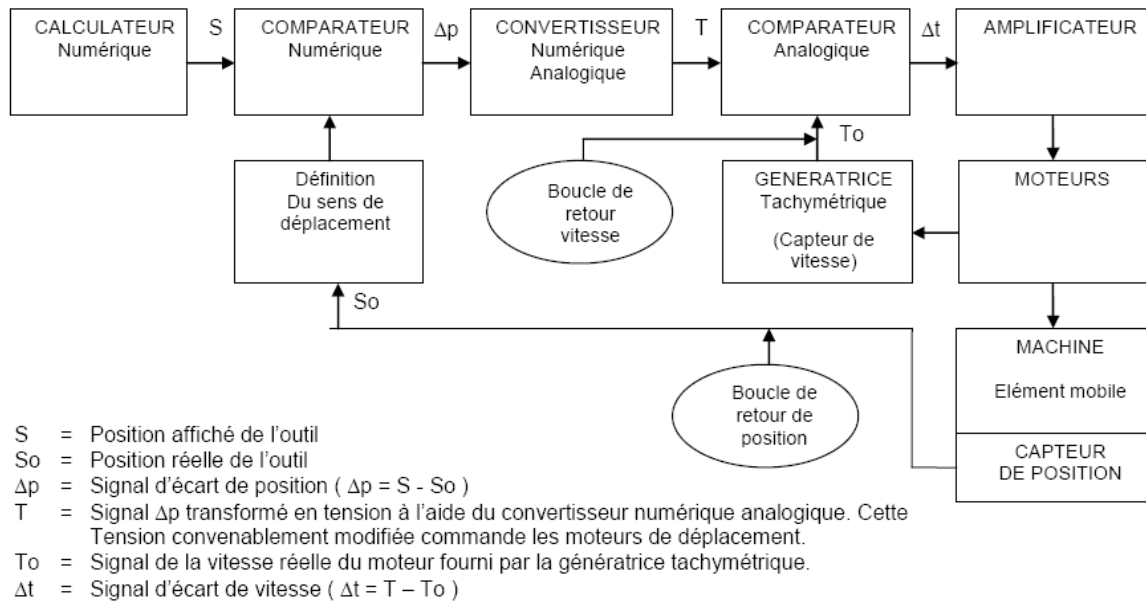 CALCULATEUR
Numérique
S
COMPARATEUR
Numérique
Δp
CONVERTISSEUR
Numérique
Analogique
T
COMPARATEUR
Analogique
Δt
AMPLIFICATEUR
Définition
Du sens de
déplacement
Boucle de
retour
vitesse
To
GENERATRICE
Tachymétrique
(Capteur de
vitesse)
MOTEURS
So
Boucle de
retour de
position
MACHINE
Elément mobile
CAPTEUR
DE POSITION
S = Position affiché de l'outil
So = Position réelle de l'outil
Δp = Signal d'écart de position ( Δp = S - So )
T = Signal Δp transformé en tension à l'aide du convertisseur numérique analogique. Cette
Tension convenablement modifiée commande les moteurs de déplacement.
To = Signal de la vitesse réelle du moteur fourni par la génératrice tachymétrique.
Δt = Signal d'écart de vitesse ( Δt = T – To )